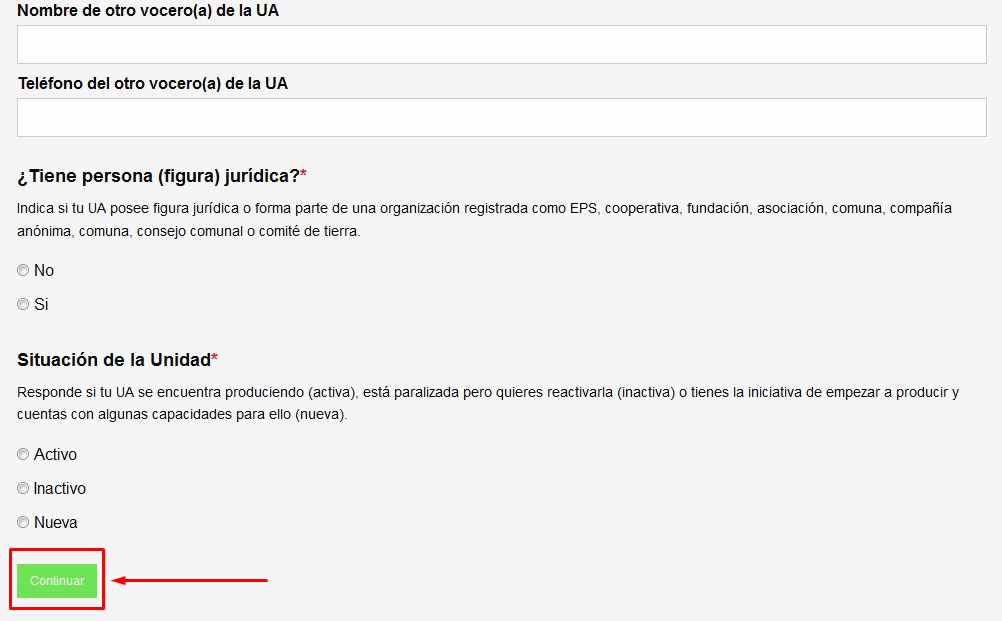 Nombre de otro vocero(a) de la UA
Teléfono del otro vocero(a) de la UA
¿Tiene persona (figura) jurídica?*
Indica si tu UA posee figura jurídica o forma parte de una organización registrada como EPS, cooperativa, fundación, asociación, comuna, compañía
anónima, comuna, consejo comunal o comité de tierra.
No
Si
Situación de la Unidad*
Responde si tu UA se encuentra produciendo (activa), está paralizada pero quieres reactivarla (inactiva) o tienes la iniciativa de empezar a producir y
cuentas con algunas capacidades para ello (nueva).
Activo
Inactivo
Nueva
Continuar